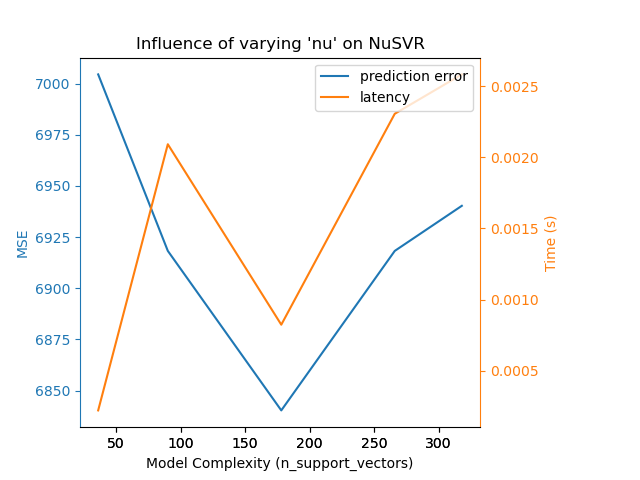 Influence of varying 'nu' on NuSVR
prediction error
latency
7000
6975
6950
6925
6900
6875
6850
MSE
0.0025
0.0020
0.0015
0.0010
0.0005
Time (s)
50 100 150 200 250 300
Model Complexity (n_support_vectors)